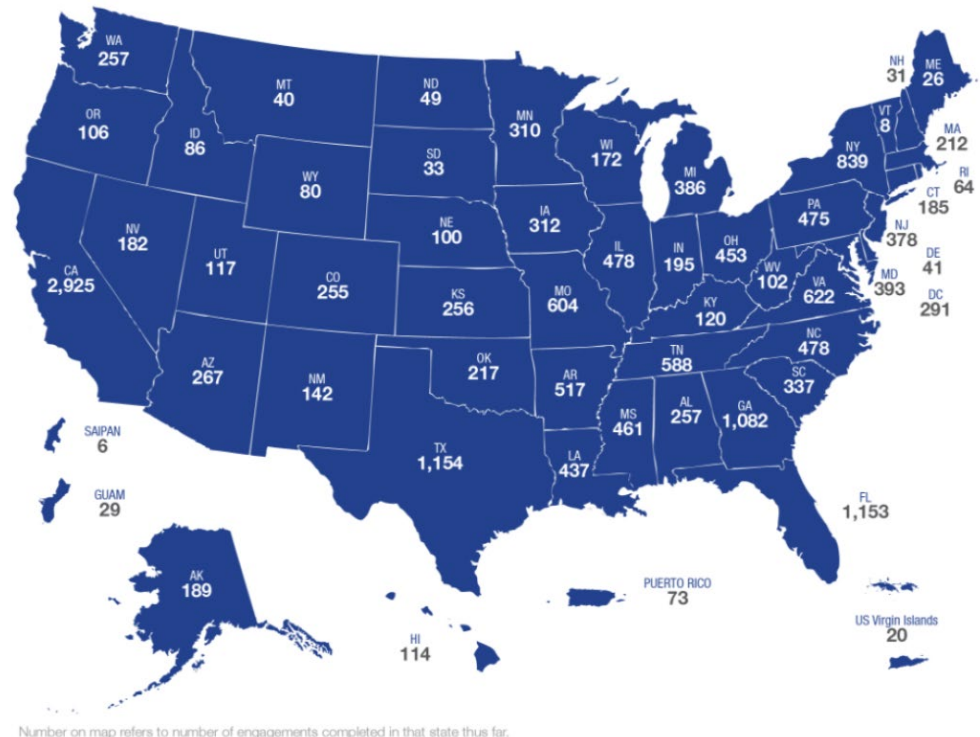 WA
257
OR
106
ID
86
MT
40
ND
49
MN
310
SD
33
WY
80
WI
172
MI
386
NH
31
ME
26
VT
8
NY
839
MA
212
RI
64
CT
185
PA
475
NJ
378
DE
41
MD
393
DC
291
NV
182
UT
117
CA
2,925
CO
255
NE
100
IA
312
KS
256
MO
604
IL
478
IN
195
OH
453
WV
102
VA
622
KY
120
NC
478
TN
588
SC
337
AZ
267
NM
142
OK
217
AR
517
MS
461
AL
257
GA
1,082
TX
1,154
LA
437
FL
1,153
SAIPAN
6
GUAM
29
AK
189
HI
114
PUERTO RICO
73
US Virgin Islands
20
Number on map refers to number of engagements completed in that state thus far.